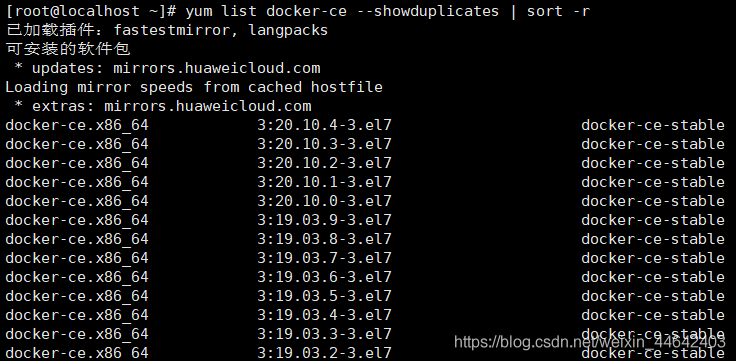 [root@localhost ~]# yum list docker-ce --showduplicates | sort -r
已加载插件：fastestmirror, langpacks
可安装的软件包
 * updates: mirrors.huaweicloud.com
Loading mirror speeds from cached hostfile
 * extras: mirrors.huaweicloud.com
docker-ce.x86_64            3:20.10.4-3.el7                     docker-ce-stable
docker-ce.x86_64            3:20.10.3-3.el7                     docker-ce-stable
docker-ce.x86_64            3:20.10.2-3.el7                     docker-ce-stable
docker-ce.x86_64            3:20.10.1-3.el7                     docker-ce-stable
docker-ce.x86_64            3:20.10.0-3.el7                     docker-ce-stable
docker-ce.x86_64            3:19.03.9-3.el7                     docker-ce-stable
docker-ce.x86_64            3:19.03.8-3.el7                     docker-ce-stable
docker-ce.x86_64            3:19.03.7-3.el7                     docker-ce-stable
docker-ce.x86_64            3:19.03.6-3.el7                     docker-ce-stable
docker-ce.x86_64            3:19.03.5-3.el7                     docker-ce-stable
docker-ce.x86_64            3:19.03.4-3.el7                     docker-ce-stable
docker-ce.x86_64            3:19.03.3-3.el7                     docker-ce-stable
docker-ce.x86_64            3:19.03.2-3.el7                     docker-ce-stable
https://blog.csdn.net/weixin_44642403